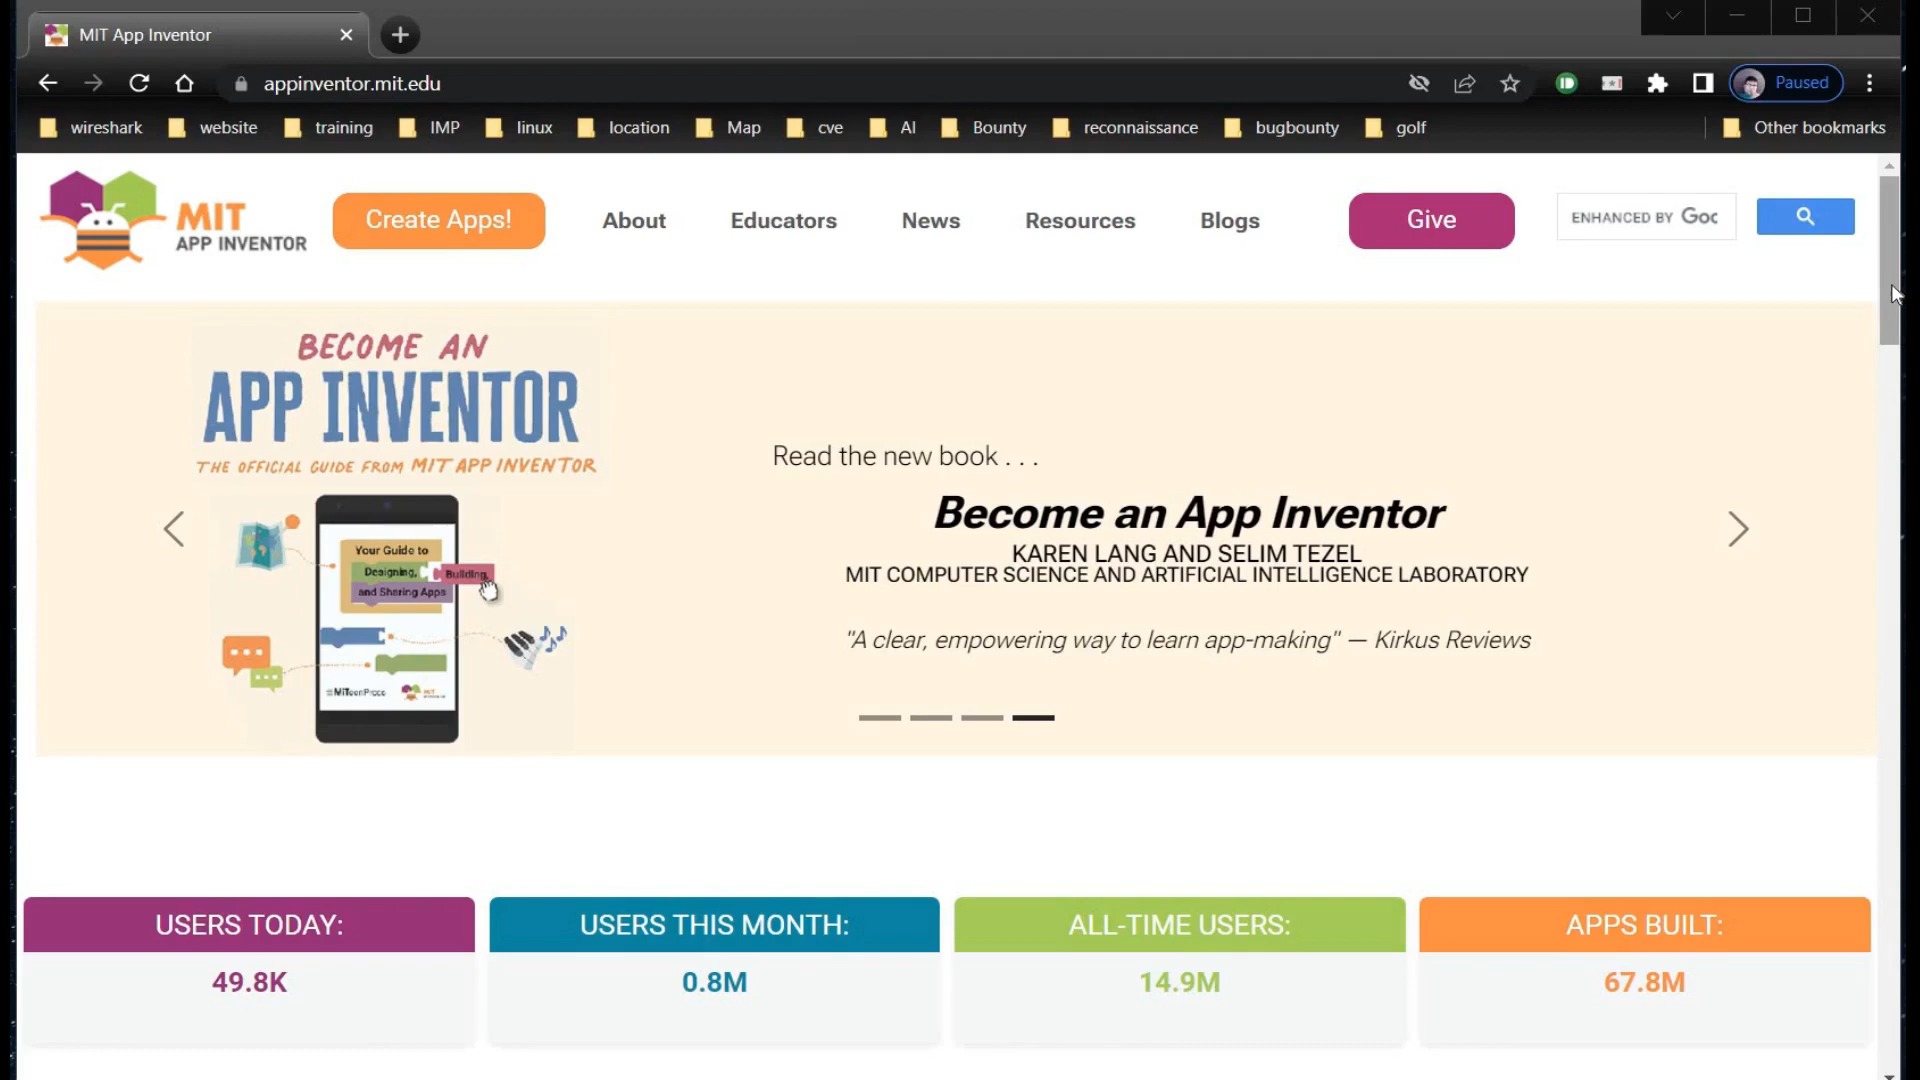 MIT App Inventor
appinventor.mit.edu
Paused
wireshark
website
training
IMP
linux
location
Map
cve
AI
Bounty
reconnaissance
bugbounty
golf
Other bookmarks
MIT
APP INVENTOR
Create Apps!
About
Educators
News
Resources
Blogs
Give
ENHANCED BY Goo
BECOME AN
APP INVENTOR
THE OFFICIAL GUIDE FROM MIT APP INVENTOR
Your Guide to
Designing, Building,
and Sharing Apps
MiTeenPress
Read the new book . . .
Become an App Inventor
KAREN LANG AND SELIM TEZEL
MIT COMPUTER SCIENCE AND ARTIFICIAL INTELLIGENCE LABORATORY
"A clear, empowering way to learn app-making" — Kirkus Reviews
USERS TODAY:
49.8K
USERS THIS MONTH:
0.8M
ALL-TIME USERS:
14.9M
APPS BUILT:
67.8M